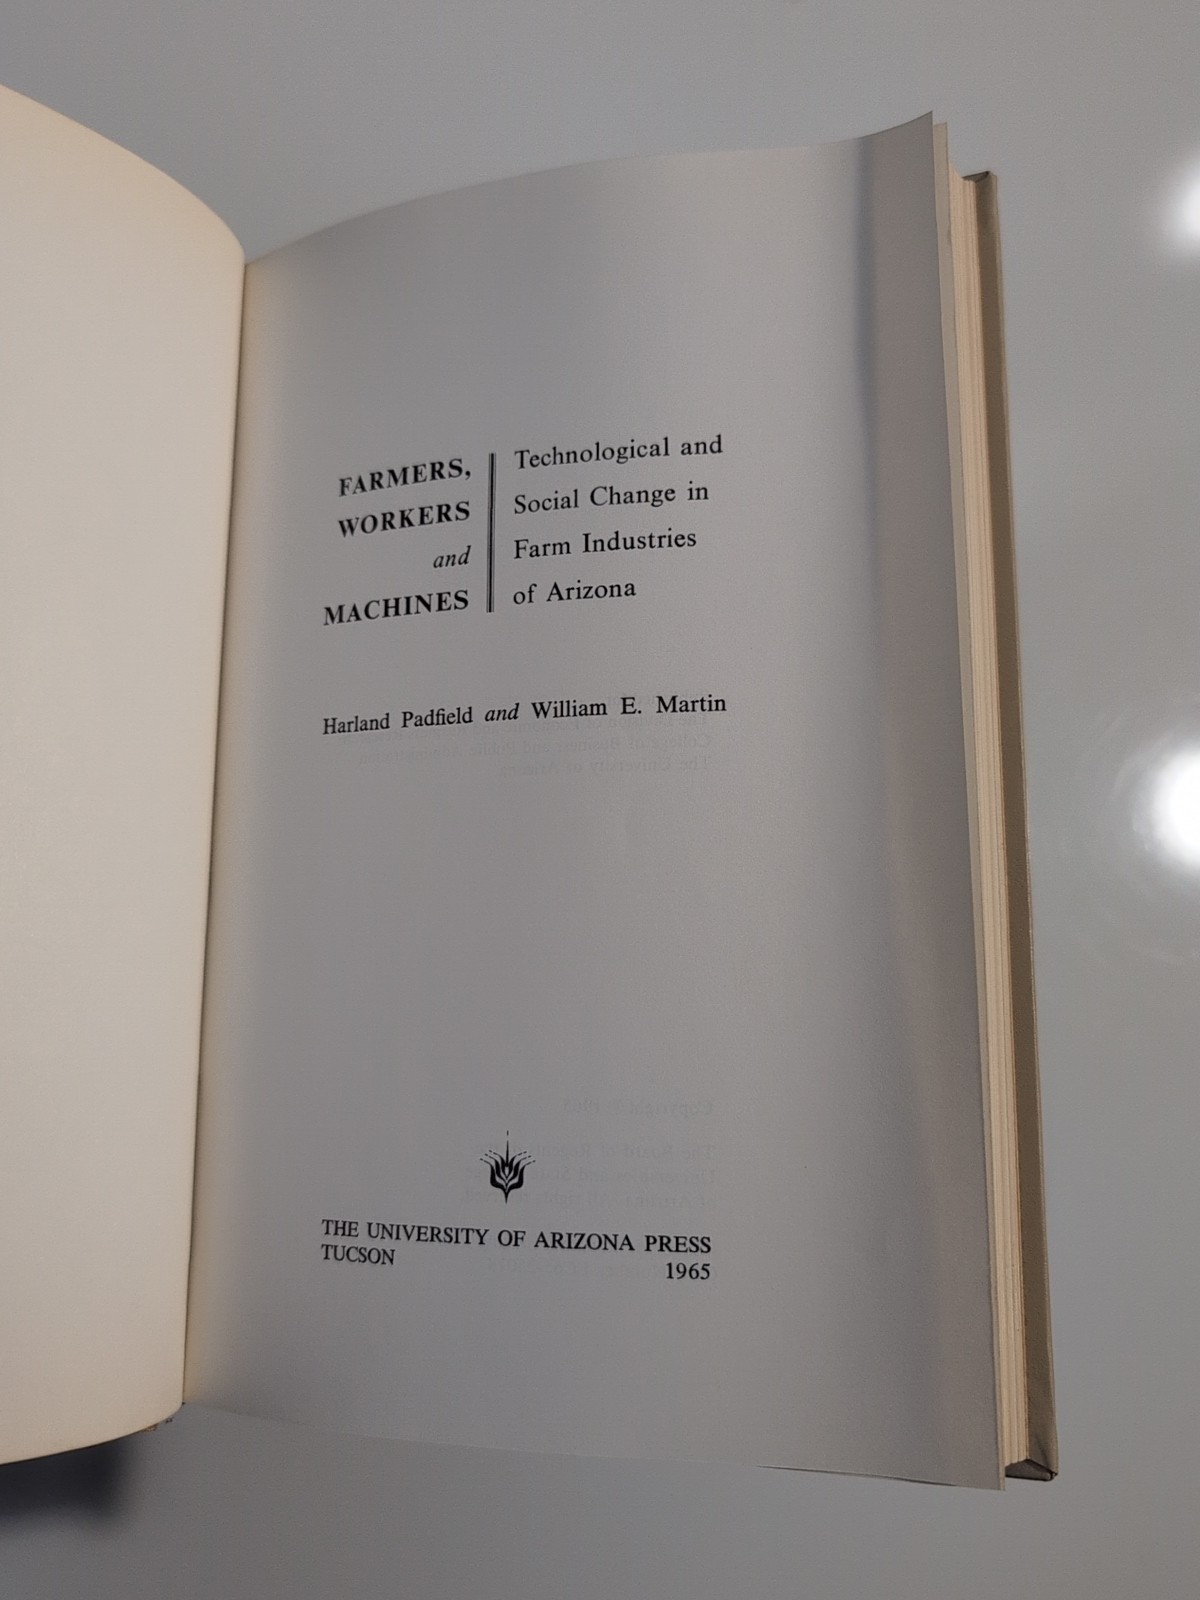 FARMERS,
WORKERS
and
MACHINES
Technological and
Social Change in
Farm Industries
of Arizona
Harland Padfield and William E. Martin
THE UNIVERSITY OF ARIZONA PRESS
TUCSON 1965